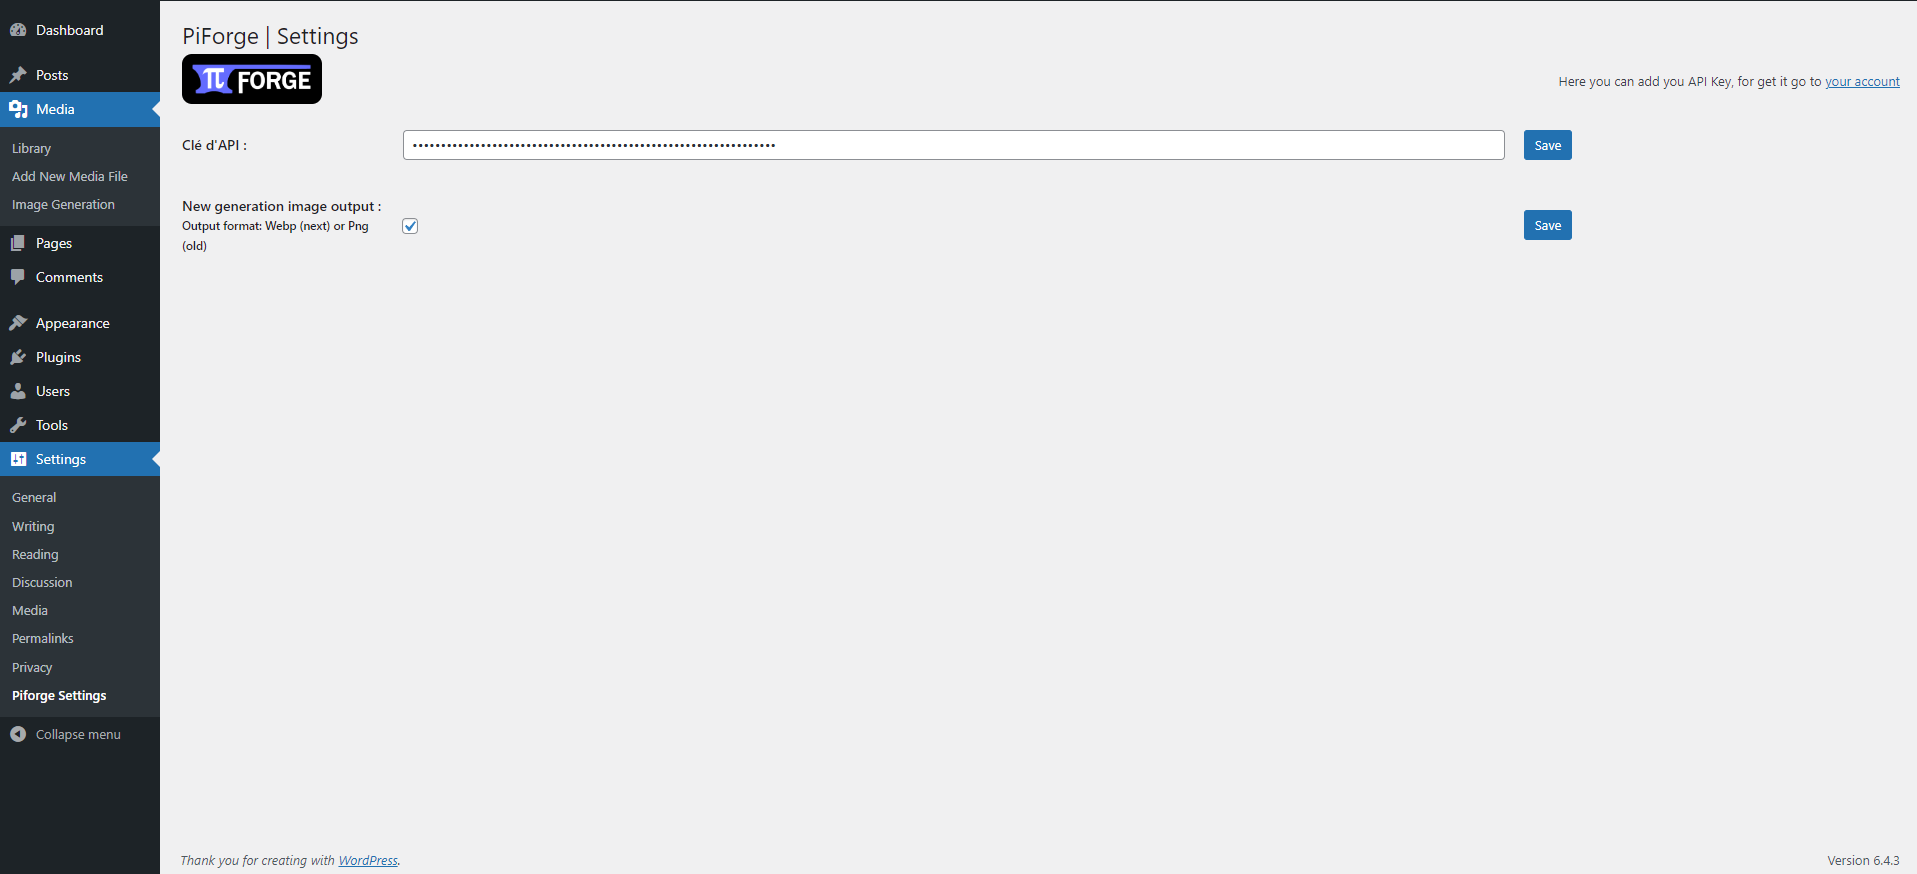 Dashboard
Posts
Media
Library
Add New Media File
Image Generation
Pages
Comments
Appearance
Plugins
Users
Tools
Settings
General
Writing
Reading
Discussion
Media
Permalinks
Privacy
Piforge Settings
Collapse menu
PiForge | Settings
π FORGE
Here you can add you API Key, for get it go to your account
Clé d'API :
Save
New generation image output :
Output format: Webp (next) or Png
(old)
Save
Thank you for creating with WordPress.
Version 6.4.3